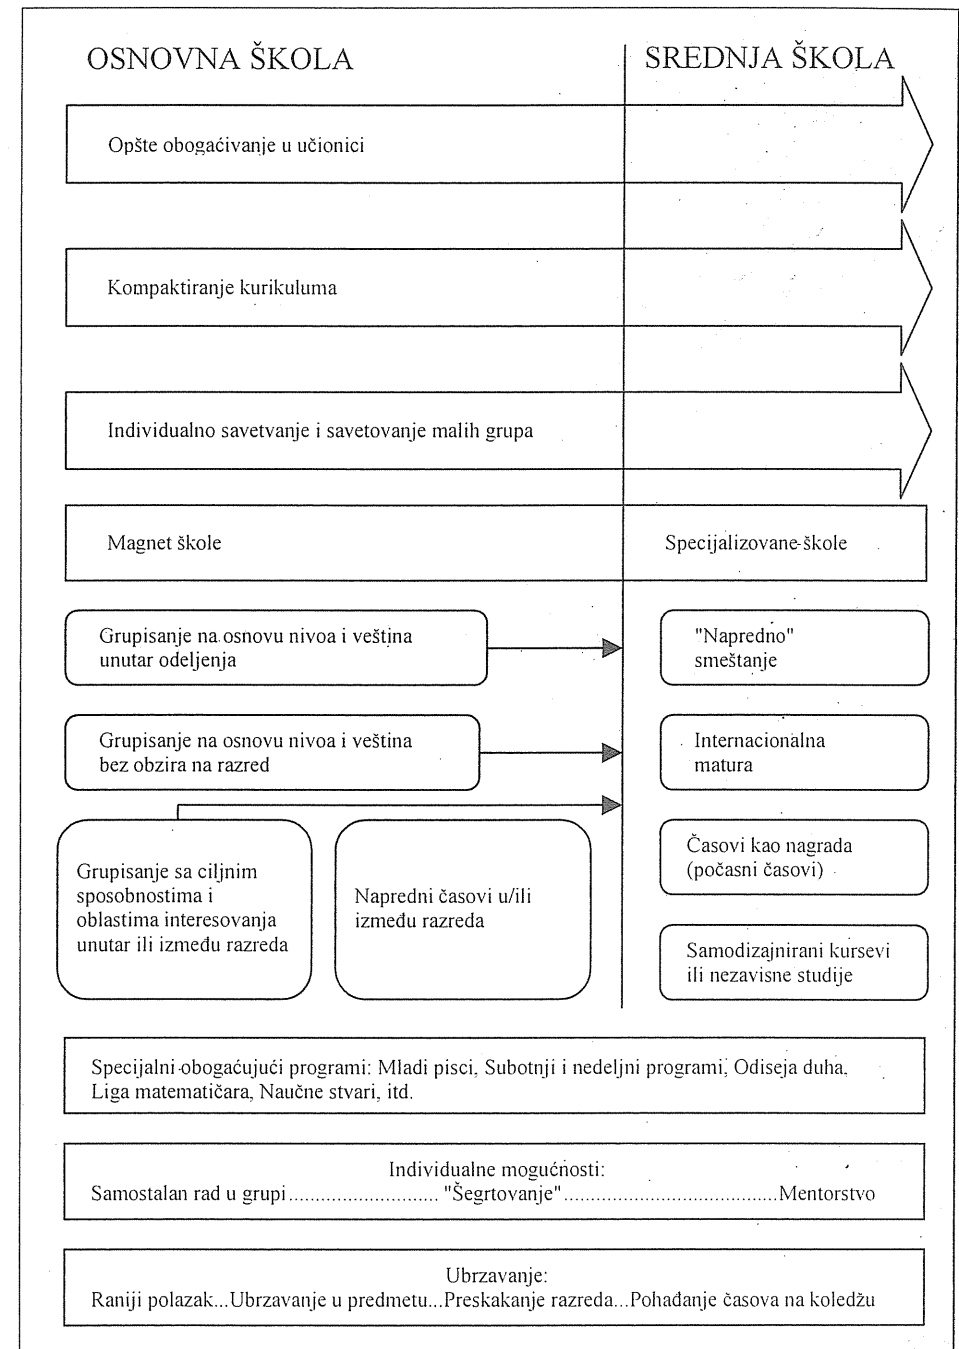 OSNOVNA ŠKOLA
SREDNJA ŠKOLA
Opšte obogaćivanje u učionici
Kompaktiranje kurikuluma
Individualno savetvanje i savetovanje malih grupa
Magnet škole
Specijalizovane-škole
Grupisanje na osnovu nivoa i veština
unutar odeljenja
"Napredno"
smeštanje
Grupisanje na osnovu nivoa i veština
bez obzira na razred
Internacionalna
matura
Grupisanje sa ciljnim
sposobnostima i
oblastima interesovanja
unutar ili između razreda
Napredni časovi u/ili
između razreda
Časovi kao nagrada
(počasni časovi)
Samodizajnirani kursevi
ili nezavisne studije
Specijalni obogaćujući programi: Mladi pisci, Subotnji i nedeljni programi, Odiseja duha,
Liga matematičara, Naučne stvari, itd.
Individualne mogućnosti:
Samostalan rad u grupi............................ "Šegrtovanje"........................................Mentorstvo
Ubrzavanje:
Raniji polazak...Ubrzavanje u predmetu...Preskakanje razreda...Pohađanje časova na koledžu